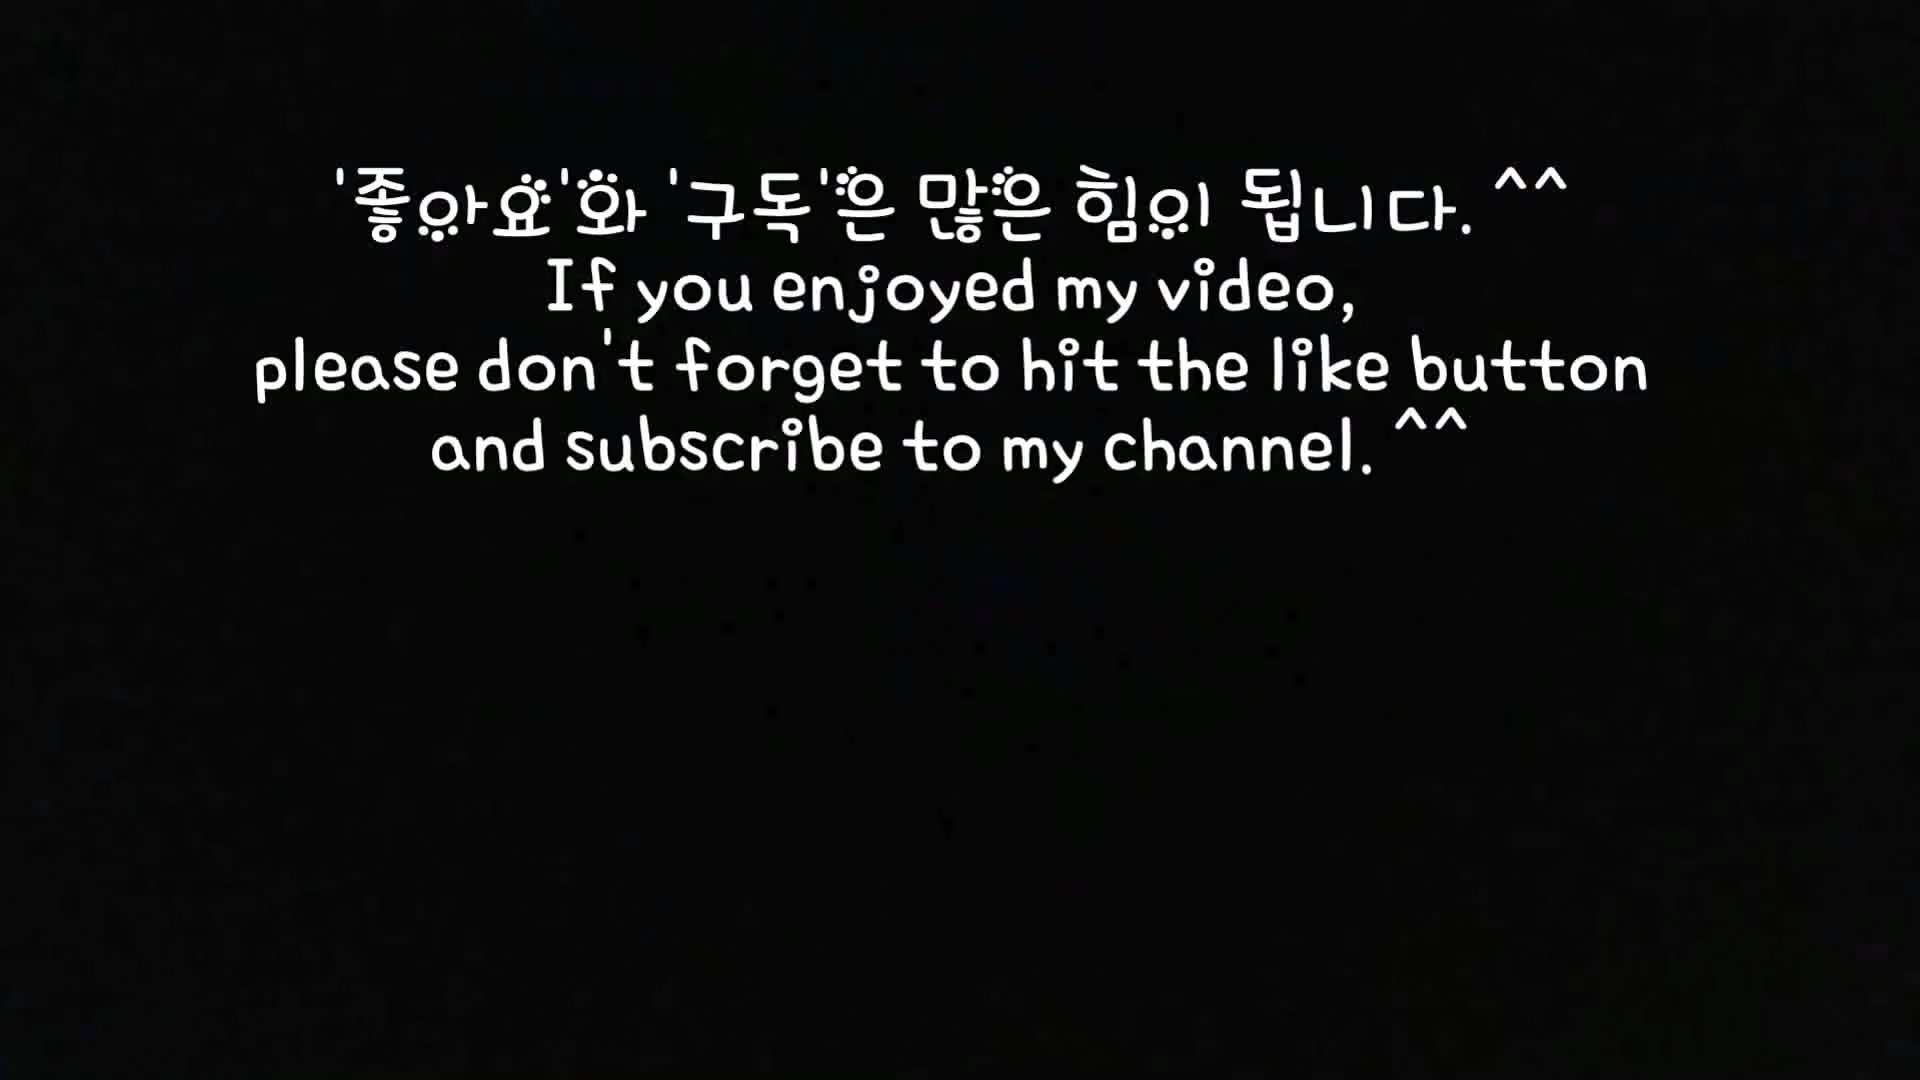 '좋아요'와 '구독'은 많은 힘이 됩니다. ^^
If you enjoyed my video,
please don't forget to hit the like button
and subscribe to my channel. ^^